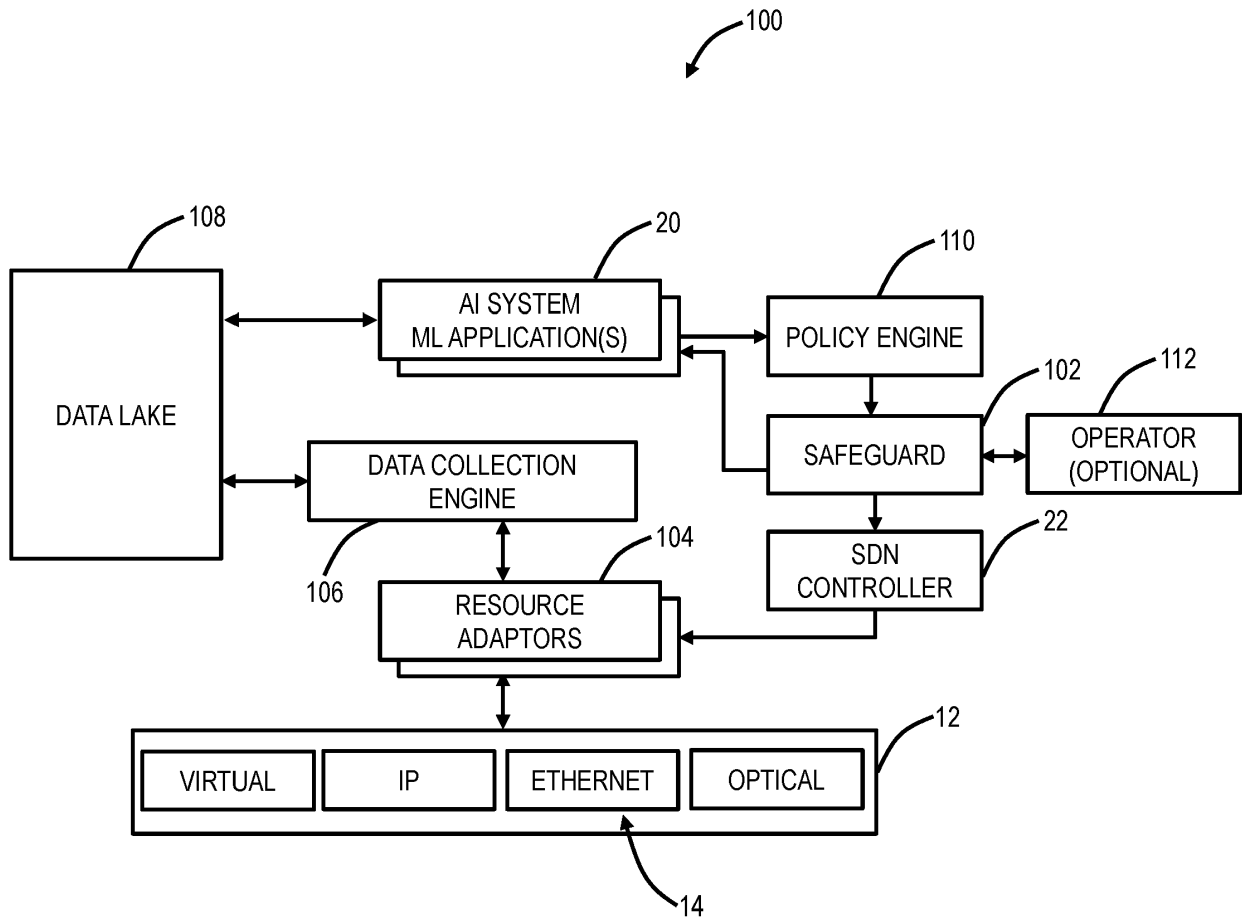 100
108
20
110
AI SYSTEM
ML APPLICATION(S)
POLICY ENGINE
102
112
DATA LAKE
SAFEGUARD
OPERATOR
(OPTIONAL)
DATA COLLECTION
ENGINE
22
104
SDN
CONTROLLER
106
RESOURCE
ADAPTORS
12
VIRTUAL
IP
ETHERNET
OPTICAL
14